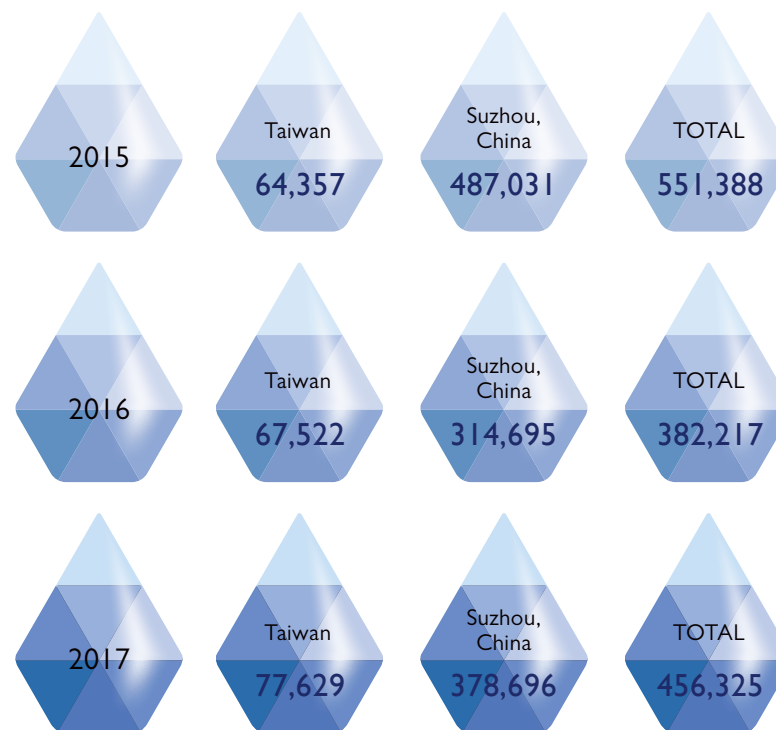 2015
Taiwan
64,357
Suzhou,
China
487,031
TOTAL
551,388
2016
Taiwan
67,522
Suzhou,
China
314,695
TOTAL
382,217
2017
Taiwan
77,629
Suzhou,
China
378,696
TOTAL
456,325